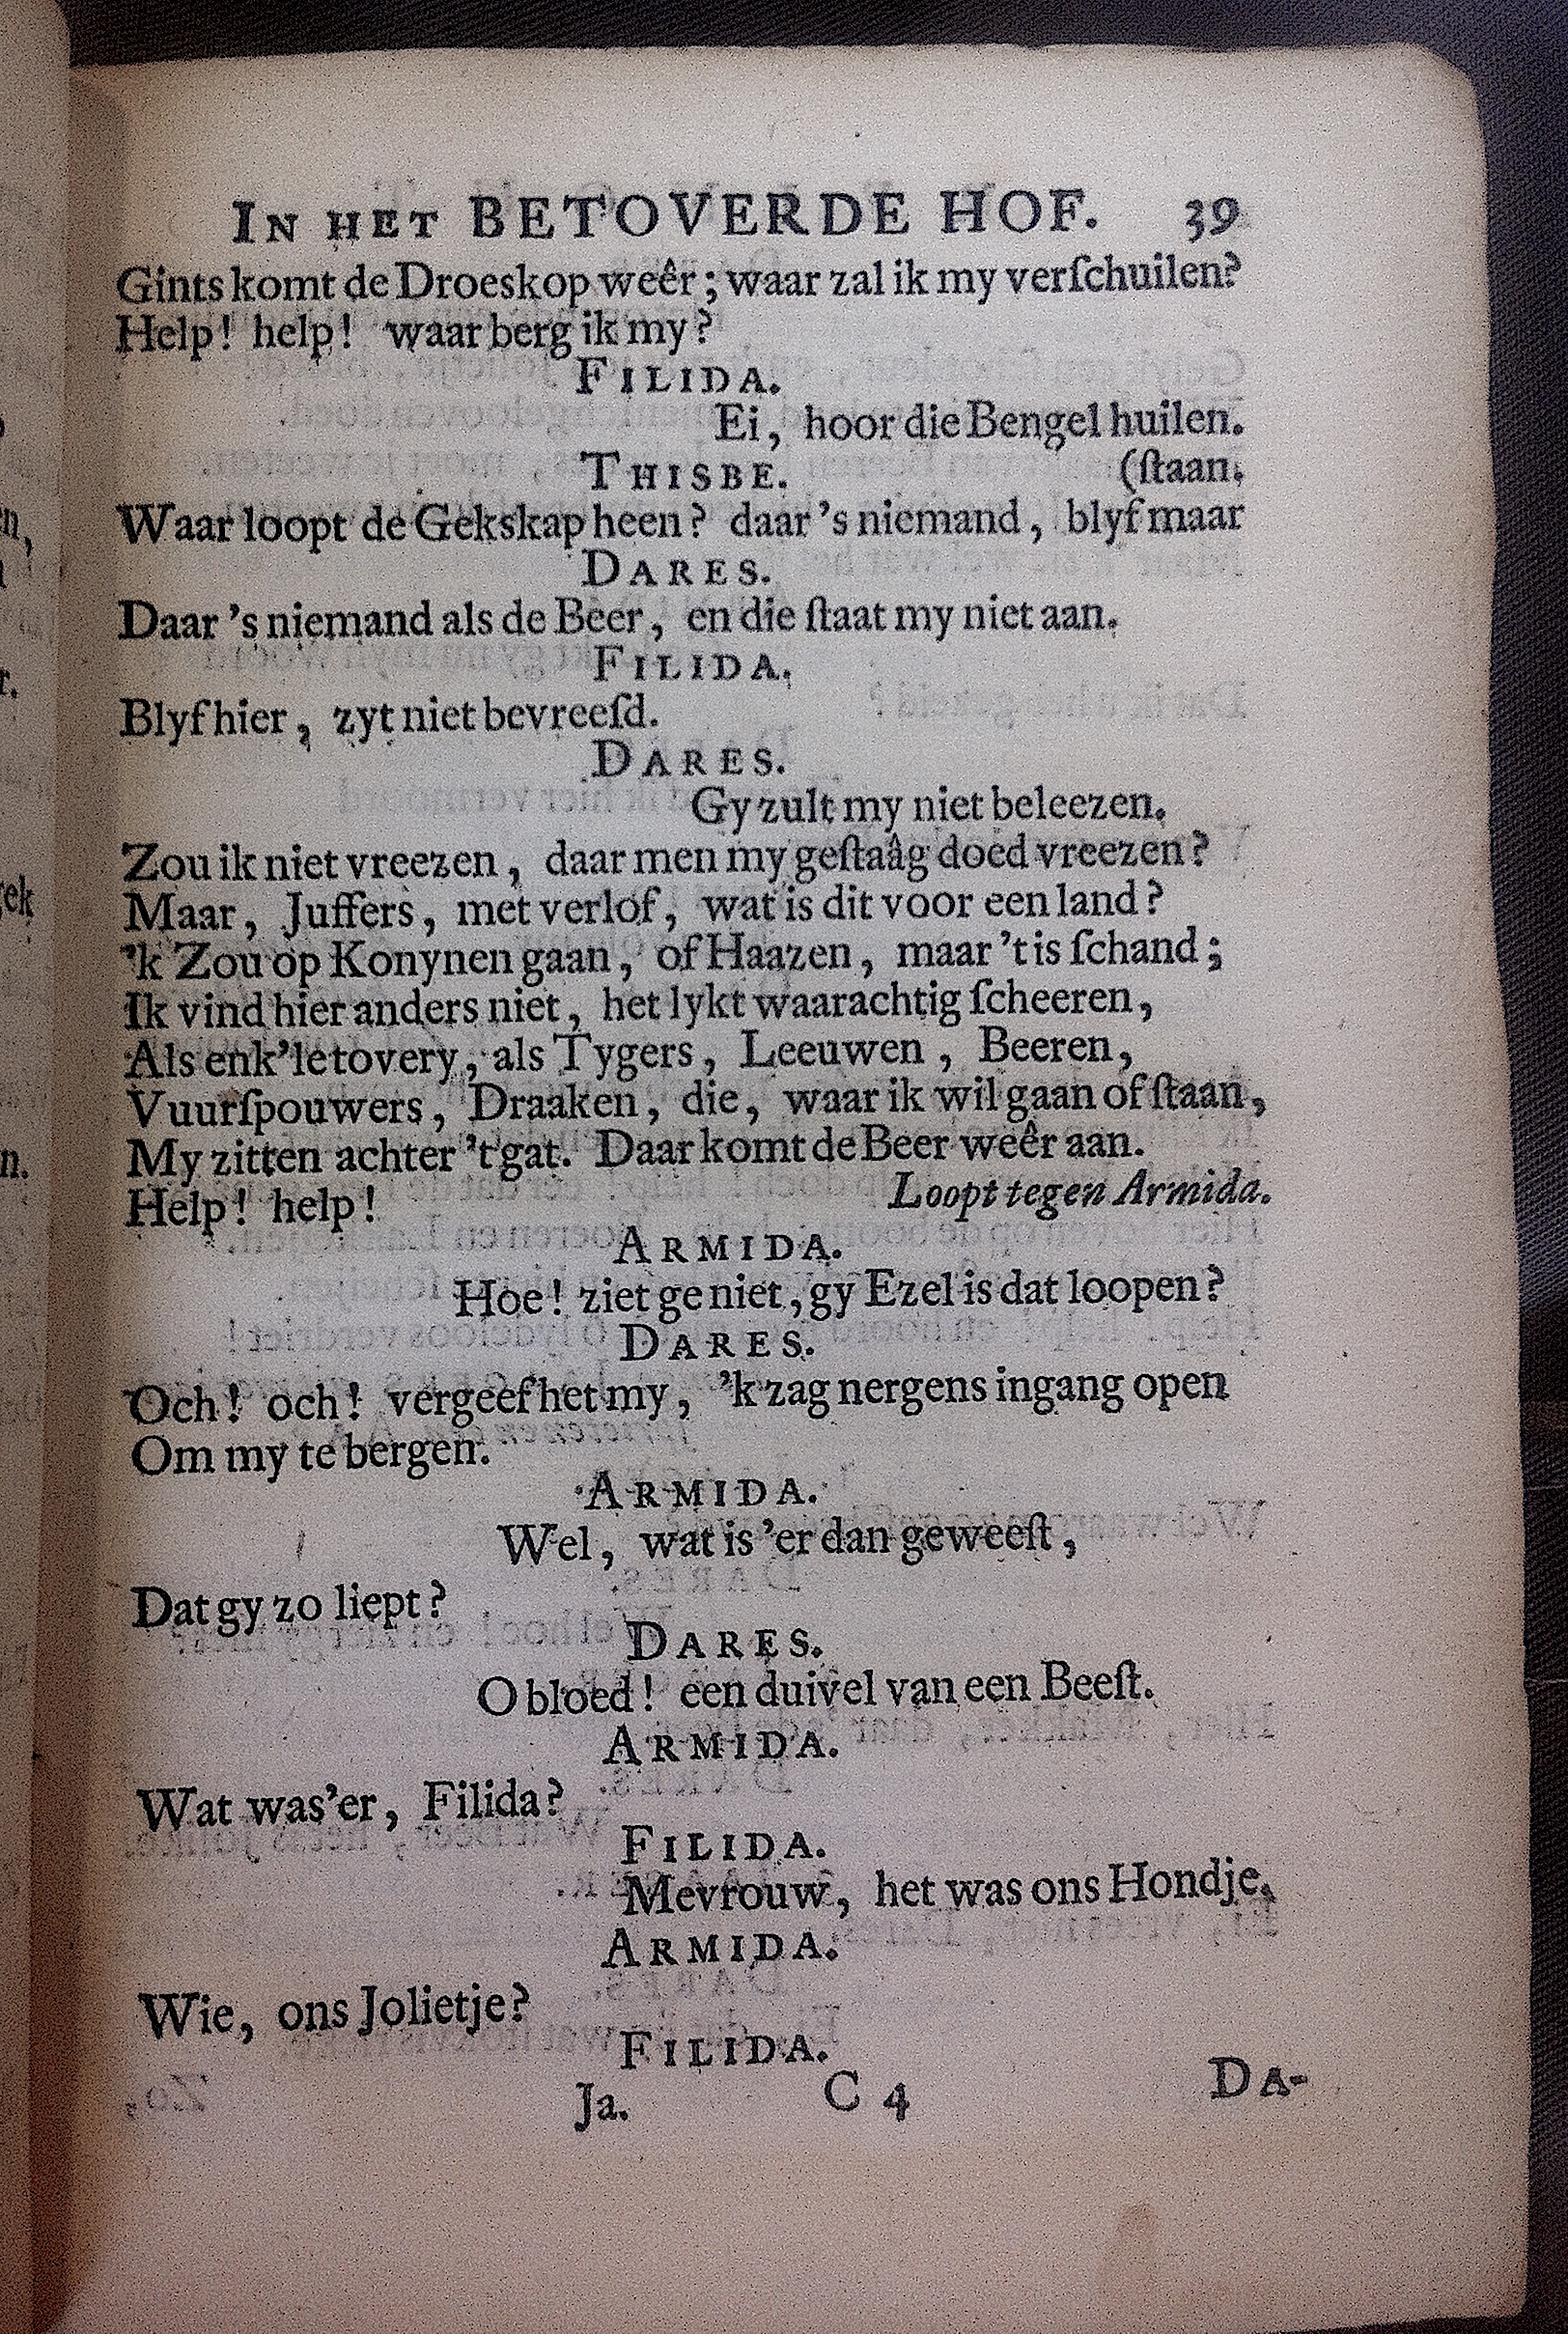 In het BETOVERDE HOF. 39
Gints komt de Droeskop weêr; waar zal ik my verſchuilen?
Help! help! waar berg ik my?
FILIDA.
Ei, hoor die Bengel huilen.
THISBE. (ſtaan.
Waar loopt de Gekskap heen? daar 's niemand, blyf maar
DARES.
Daar 's niemand als de Beer, en die ſtaat my niet aan.
FILIDA.
Blyf hier, zyt niet bevreeſd.
DARES.
Gy zult my niet beleezen.
Zou ik niet vreezen, daar men my geſtaâg doed vreezen?
Maar, Juffers, met verlof, wat is dit voor een land?
'k Zou op Konynen gaan, of Haazen, maar 't is ſchand;
Ik vind hier anders niet, het lykt waarachtig ſcheeren,
Als enk'le tovery, als Tygers, Leeuwen, Beeren,
Vuurſpouwers, Draaken, die, waar ik wil gaan of ſtaan,
My zitten achter 't gat. Daar komt de Beer weêr aan.
Help! help! Loopt tegen Armida.
ARMIDA.
Hoe! ziet ge niet, gy Ezel is dat loopen?
DARES.
Och! och! vergeef het my, 'k zag nergens ingang open
Om my te bergen.
ARMIDA.
Wel, wat is 'er dan geweeſt,
Dat gy zo liept?
DARES.
O bloed! een duivel van een Beeſt.
ARMIDA.
Wat was 'er, Filida?
FILIDA.
Mevrouw, het was ons Hondje.
ARMIDA.
Wie, ons Jolietje?
FILIDA.
Ja. C 4 DA-